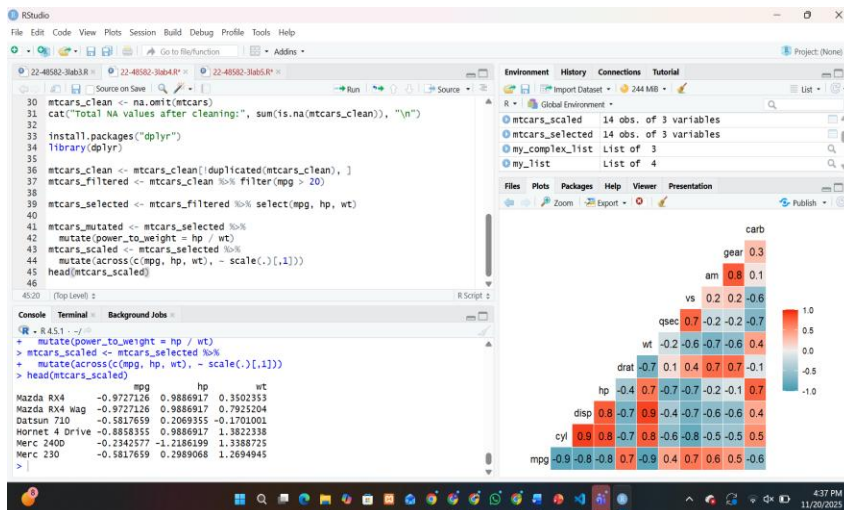 RStudio
File Edit Code View Plots Session Build Debug Profile Tools Help
Go to file/function Addins
Project: (None)
22-48582-3lab3.R 22-48582-3lab4.R* 22-48582-3lab5.R*
Source on Save Run Source
30 mtcars_clean <- na.omit(mtcars)
31 cat("Total NA values after cleaning:", sum(is.na(mtcars_clean)), "\n")
32
33 install.packages("dplyr")
34 library(dplyr)
35
36 mtcars_clean <- mtcars_clean[!duplicated(mtcars_clean), ]
37 mtcars_filtered <- mtcars_clean %>% filter(mpg > 20)
38
39 mtcars_selected <- mtcars_filtered %>% select(mpg, hp, wt)
40
41 mtcars_mutated <- mtcars_selected %>%
42 mutate(power_to_weight = hp / wt)
43 mtcars_scaled <- mtcars_selected %>%
44 mutate(across(c(mpg, hp, wt), ~ scale(.)[,1]))
45 head(mtcars_scaled)
46
45:20 (Top Level) R Script
Console Terminal Background Jobs
R - R 4.5.1 · ~/
+ mutate(power_to_weight = hp / wt)
> mtcars_scaled <- mtcars_selected %>%
+ mutate(across(c(mpg, hp, wt), ~ scale(.)[,1]))
> head(mtcars_scaled)
mpg hp wt
Mazda RX4 -0.9727126 0.9886917 0.3502353
Mazda RX4 Wag -0.9727126 0.9886917 0.7925204
Datsun 710 -0.5817659 0.2069355 -0.1701001
Hornet 4 Drive -0.8858355 0.9886917 1.3822338
Merc 240D -0.2342577 -1.2186199 1.3388725
Merc 230 -0.5817659 0.2989068 1.2694945
>
Environment History Connections Tutorial
Import Dataset 244 MiB List
R Global Environment
mtcars_scaled 14 obs. of 3 variables
mtcars_selected 14 obs. of 3 variables
my_complex_list List of 3
my_list List of 4
Files Plots Packages Help Viewer Presentation
Zoom Export Publish
carb
gear 0.3
am 0.8 0.1
vs 0.2 0.2 -0.6
qsec 0.7 -0.2 -0.2 -0.7
wt -0.2 -0.6 -0.7 -0.6 0.4
drat -0.7 0.1 0.4 0.7 0.7 -0.1
hp -0.4 0.7 -0.7 -0.7 -0.2 -0.1 0.7
disp 0.8 -0.7 0.9 -0.4 -0.7 -0.6 -0.6 0.4
cyl 0.9 0.8 -0.7 0.8 -0.6 -0.8 -0.5 -0.5 0.5
mpg -0.9 -0.8 -0.8 0.7 -0.9 0.4 0.7 0.6 0.5 -0.6
1.0
0.5
0.0
-0.5
-1.0
4:37 PM
11/20/2025